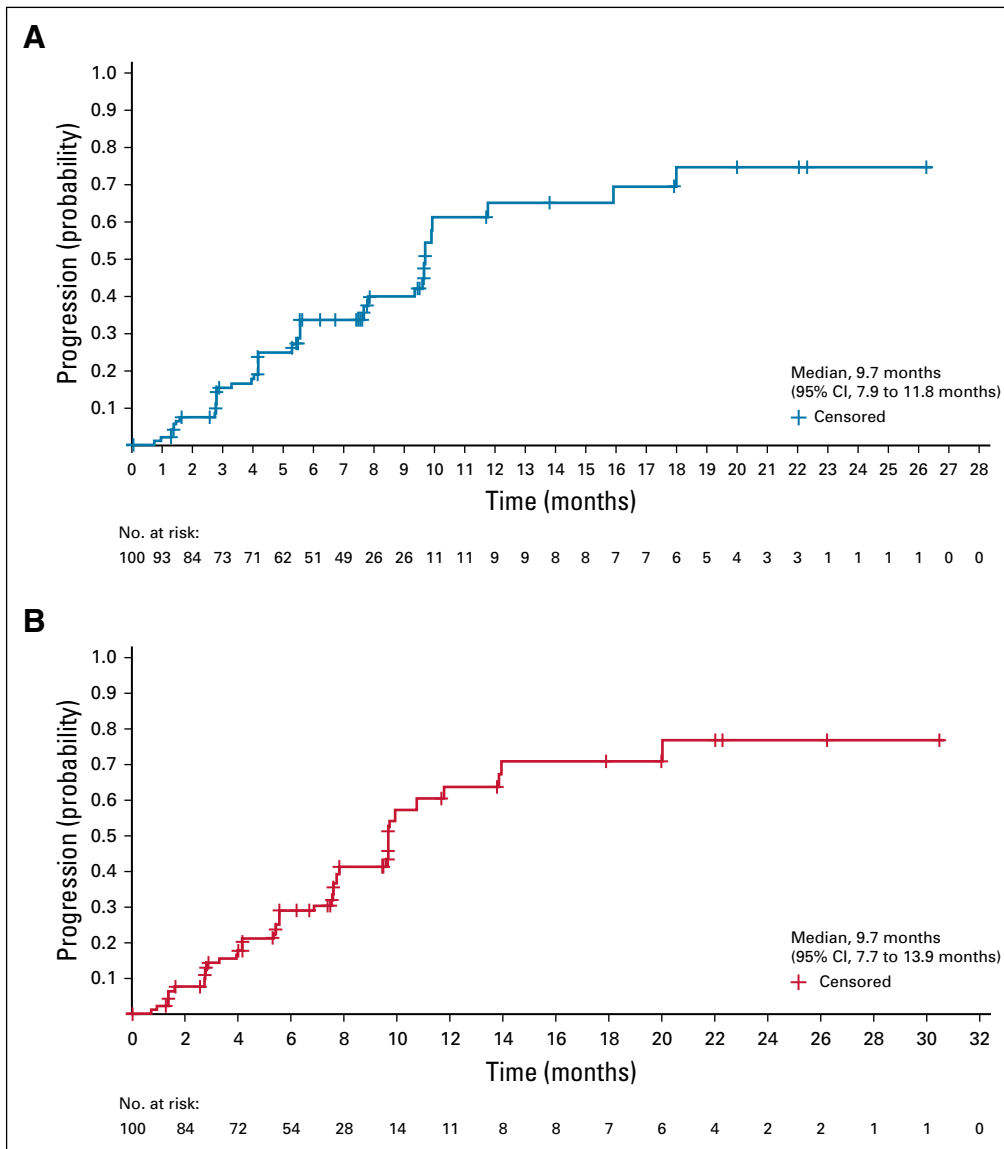 A
Progression (probability)
1.0
0.9
0.8
0.7
0.6
0.5
0.4
0.3
0.2
0.1
Median, 9.7 months
(95% CI, 7.9 to 11.8 months)
Censored
0 1 2 3 4 5 6 7 8 9 10 11 12 13 14 15 16 17 18 19 20 21 22 23 24 25 26 27 28
Time (months)
No. at risk:
100 93 84 73 71 62 51 49 26 26 11 11 9 9 8 8 7 7 6 5 4 3 3 1 1 1 1 0 0
B
Progression (probability)
1.0
0.9
0.8
0.7
0.6
0.5
0.4
0.3
0.2
0.1
Median, 9.7 months
(95% CI, 7.7 to 13.9 months)
Censored
0 2 4 6 8 10 12 14 16 18 20 22 24 26 28 30 32
Time (months)
No. at risk:
100 84 72 54 28 14 11 8 8 7 6 4 2 2 1 1 0